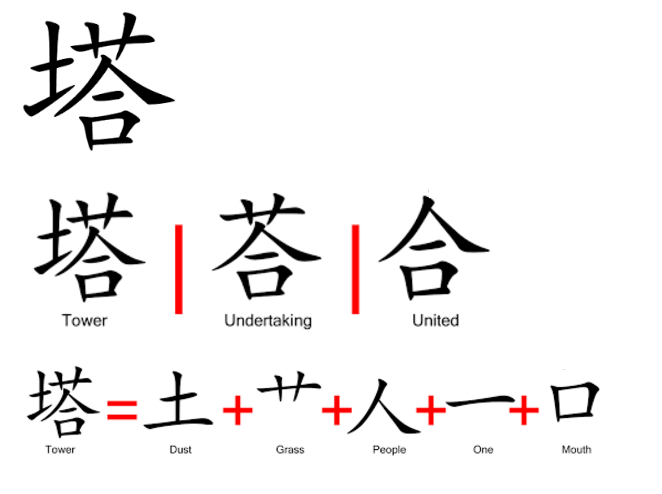 塔
塔 | 荅 | 合
Tower Undertaking United
塔 = 土 + 艹 + 人 + 一 + 口
Tower Dust Grass People One Mouth